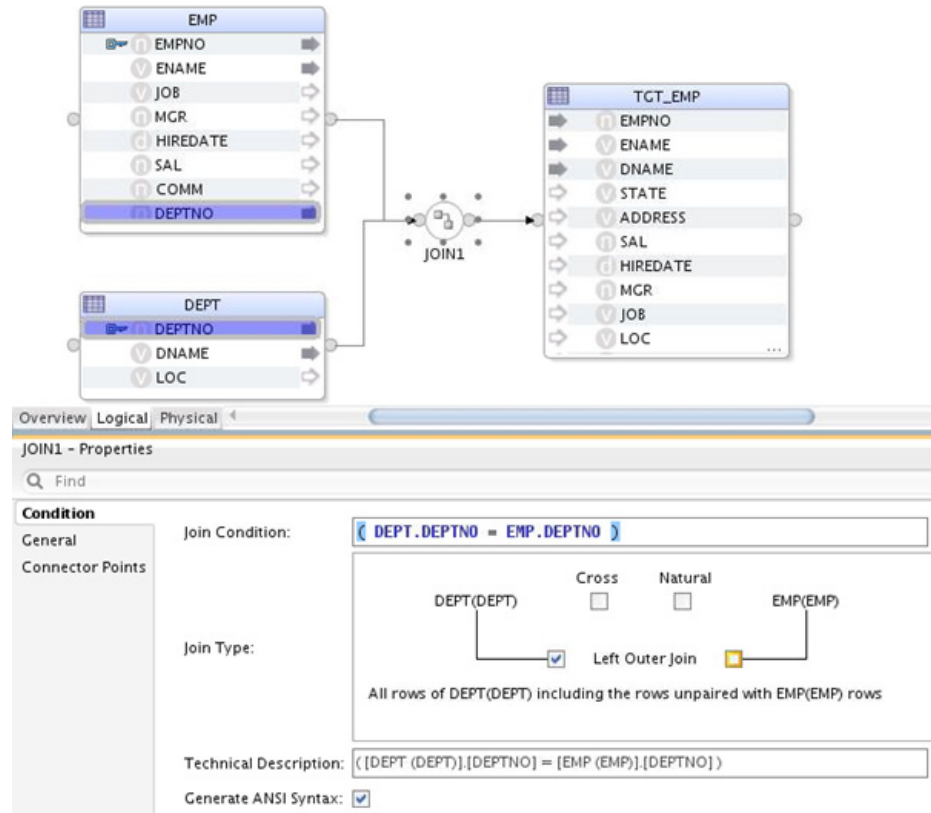 EMP
EMPNO
ENAME
JOB
MGR
HIREDATE
SAL
COMM
DEPTNO
DEPT
DEPTNO
DNAME
LOC
JOIN1
TGT_EMP
EMPNO
ENAME
DNAME
STATE
ADDRESS
SAL
HIREDATE
MGR
JOB
LOC
...
Overview Logical Physical
JOIN1 - Properties
Find
Condition
General
Connector Points
Join Condition: ( DEPT.DEPTNO = EMP.DEPTNO )
Join Type:
Cross Natural
DEPT(DEPT) EMP(EMP)
Left Outer Join
All rows of DEPT(DEPT) including the rows unpaired with EMP(EMP) rows
Technical Description: ( [DEPT (DEPT)].[DEPTNO] = [EMP (EMP)].[DEPTNO] )
Generate ANSI Syntax: